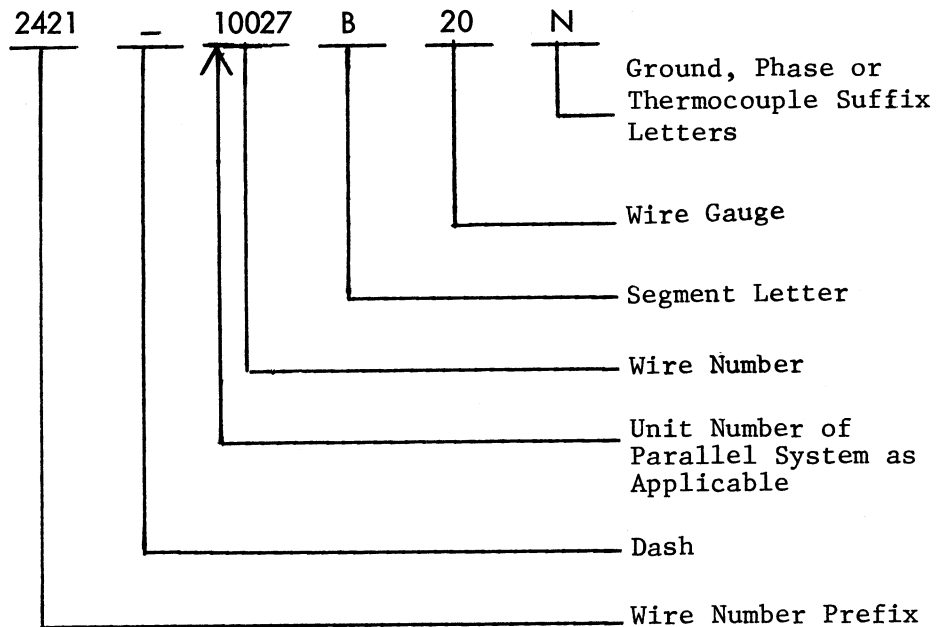 2421 – 10027 B 20 N
Ground, Phase or
Thermocouple Suffix
Letters
Wire Gauge
Segment Letter
Wire Number
Unit Number of
Parallel System as
Applicable
Dash
Wire Number Prefix